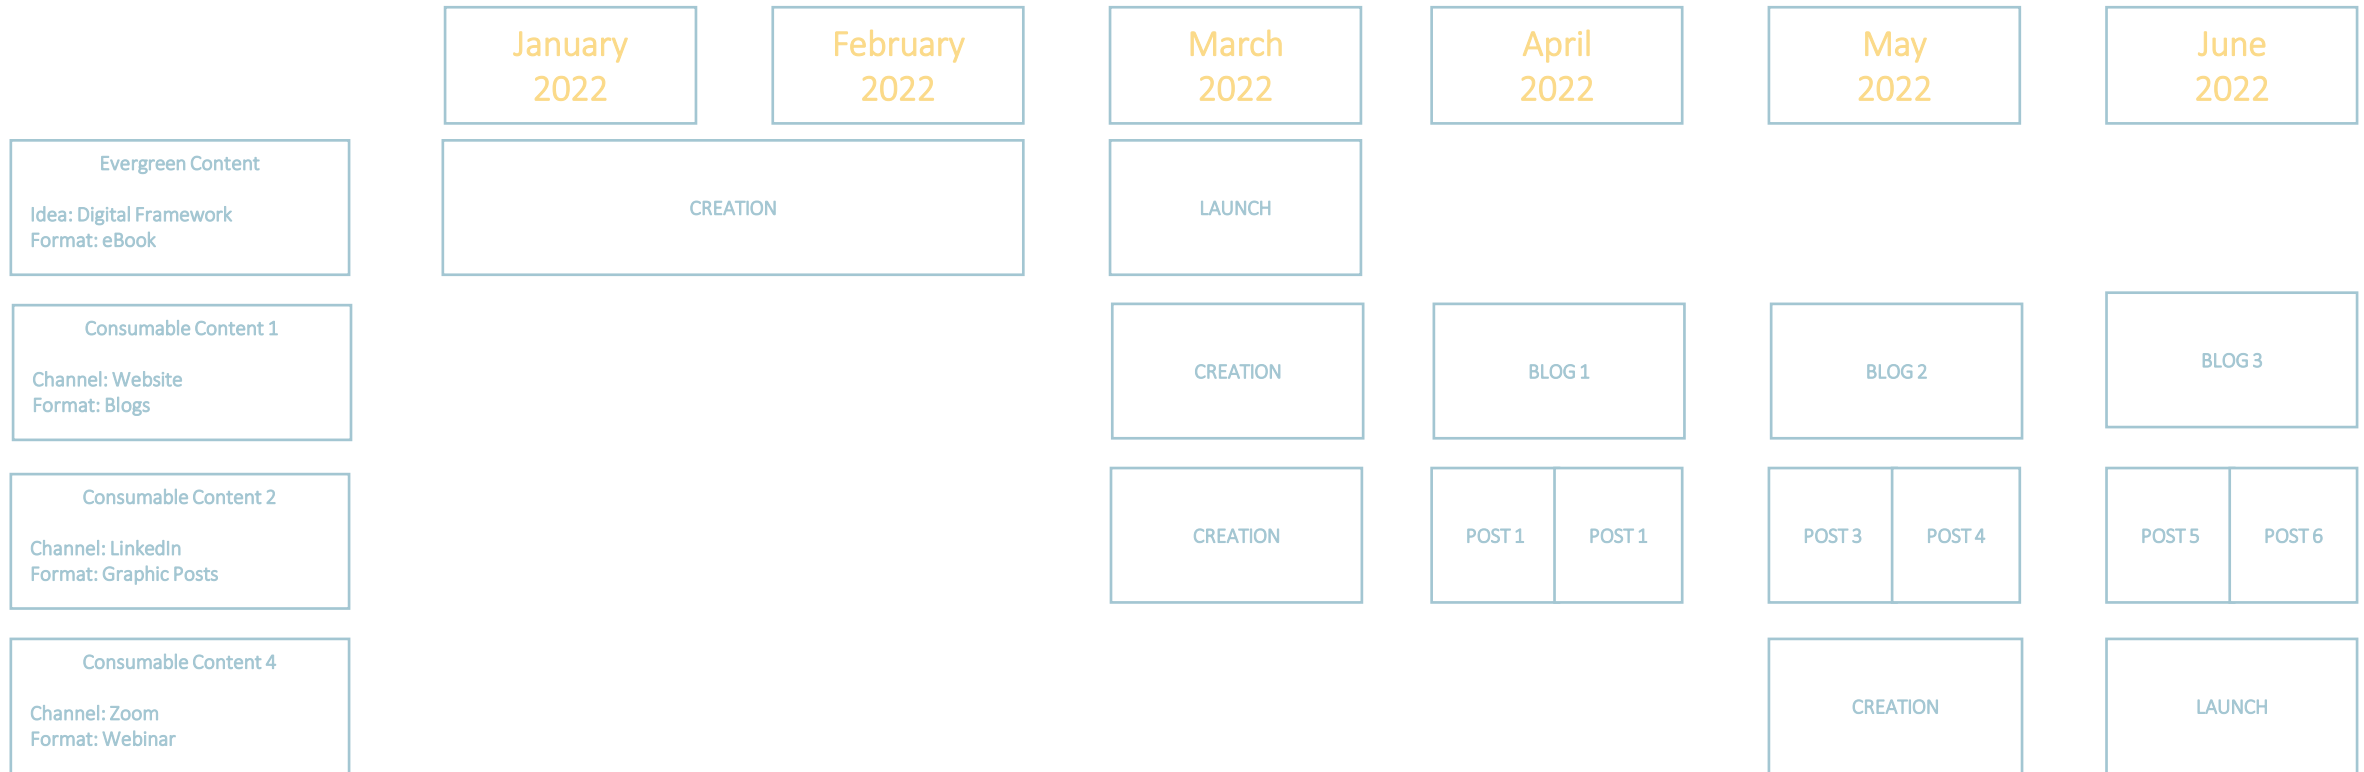 January
2022
February
2022
March
2022
April
2022
May
2022
June
2022
Evergreen Content
Idea: Digital Framework
Format: eBook
CREATION
LAUNCH
Consumable Content 1
Channel: Website
Format: Blogs
CREATION
BLOG 1
BLOG 2
BLOG 3
Consumable Content 2
Channel: LinkedIn
Format: Graphic Posts
CREATION
POST 1
POST 1
POST 3
POST 4
POST 5
POST 6
Consumable Content 4
Channel: Zoom
Format: Webinar
CREATION
LAUNCH